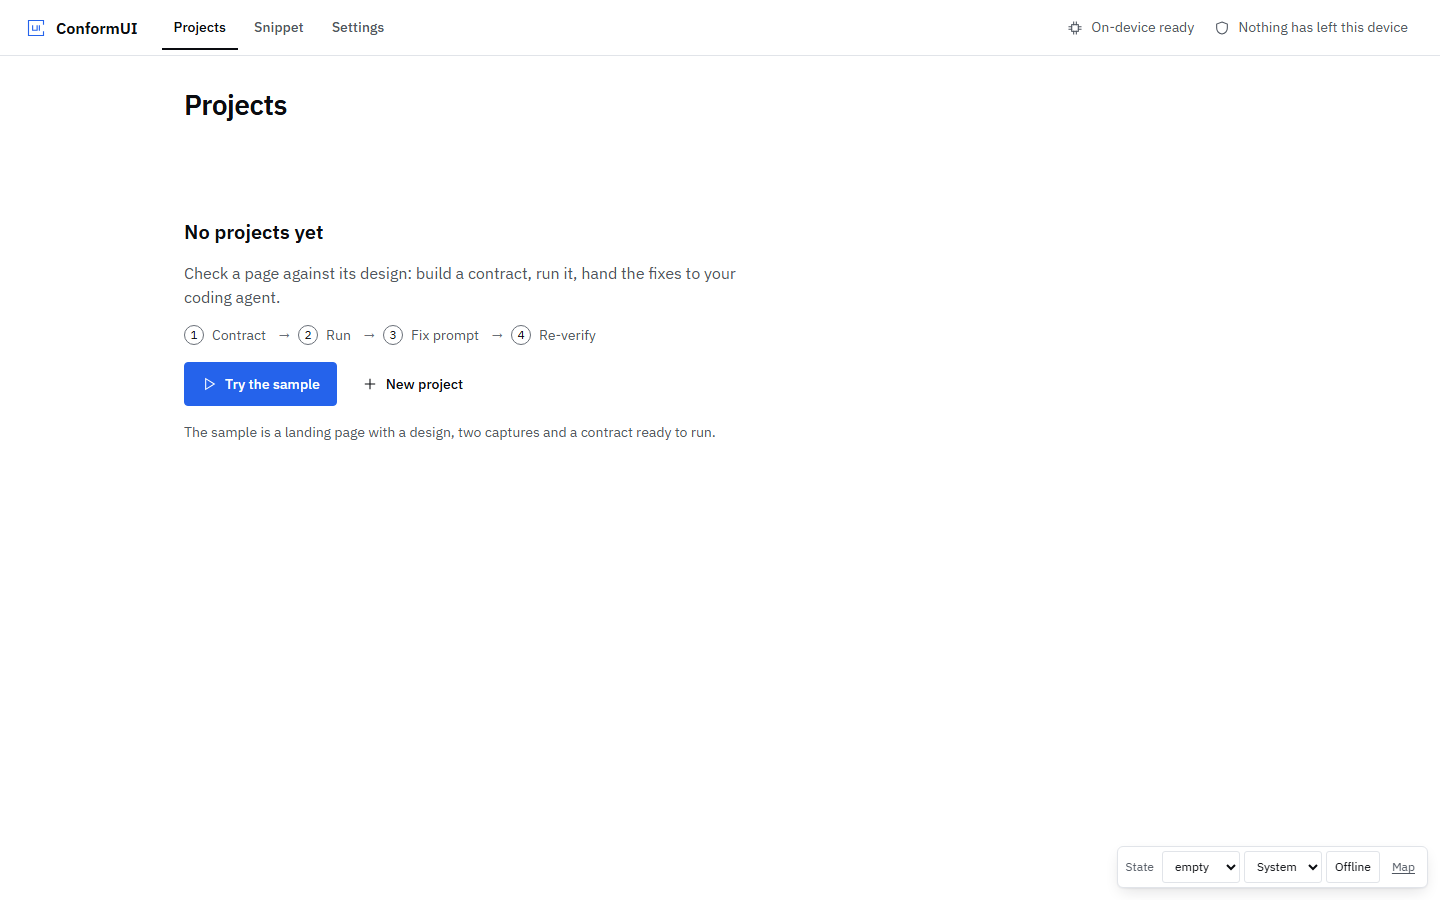 UI ConformUI Projects Snippet Settings On-device ready Nothing has left this device
Projects
No projects yet
Check a page against its design: build a contract, run it, hand the fixes to your
coding agent.
1 Contract → 2 Run → 3 Fix prompt → 4 Re-verify
Try the sample + New project
The sample is a landing page with a design, two captures and a contract ready to run.
State empty System Offline Map